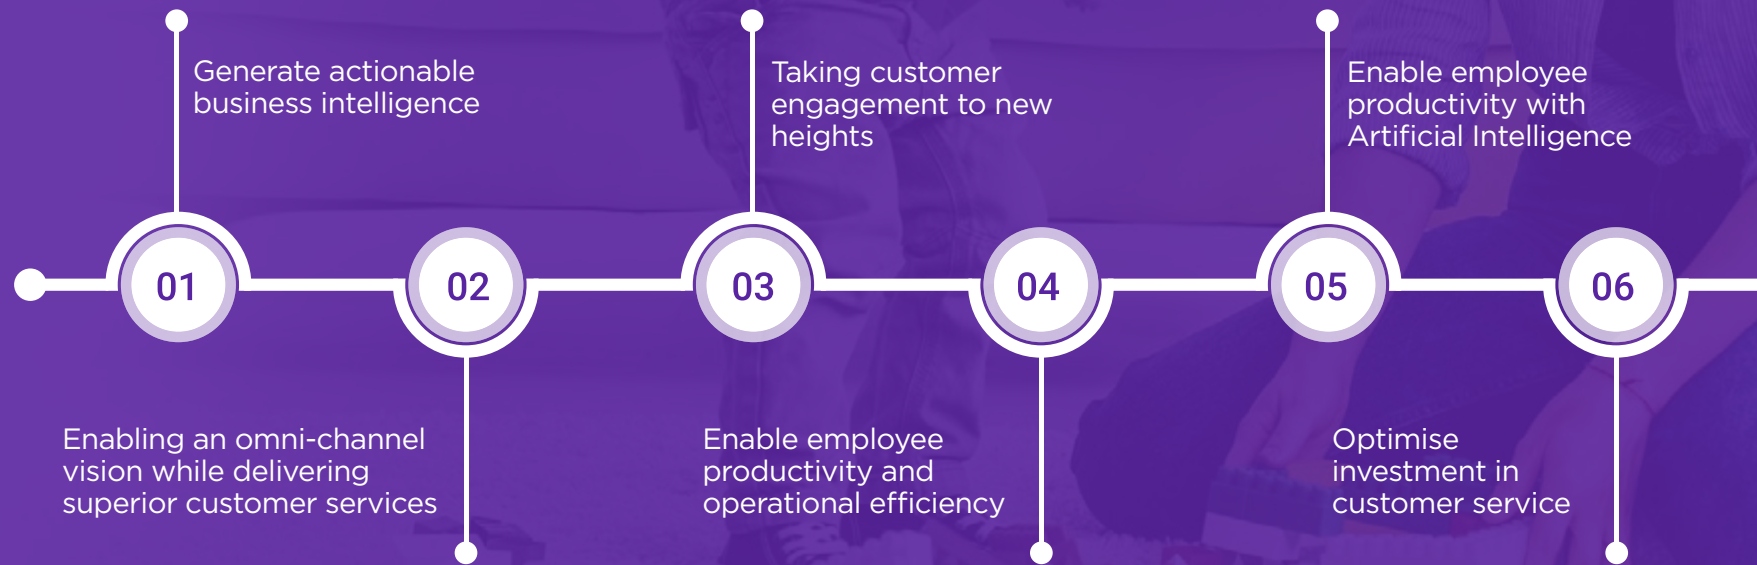 01
Generate actionable
business intelligence
02
Enabling an omni-channel
vision while delivering
superior customer services
03
Taking customer
engagement to new
heights
04
Enable employee
productivity and
operational efficiency
05
Enable employee
productivity with
Artificial Intelligence
06
Optimise
investment in
customer service